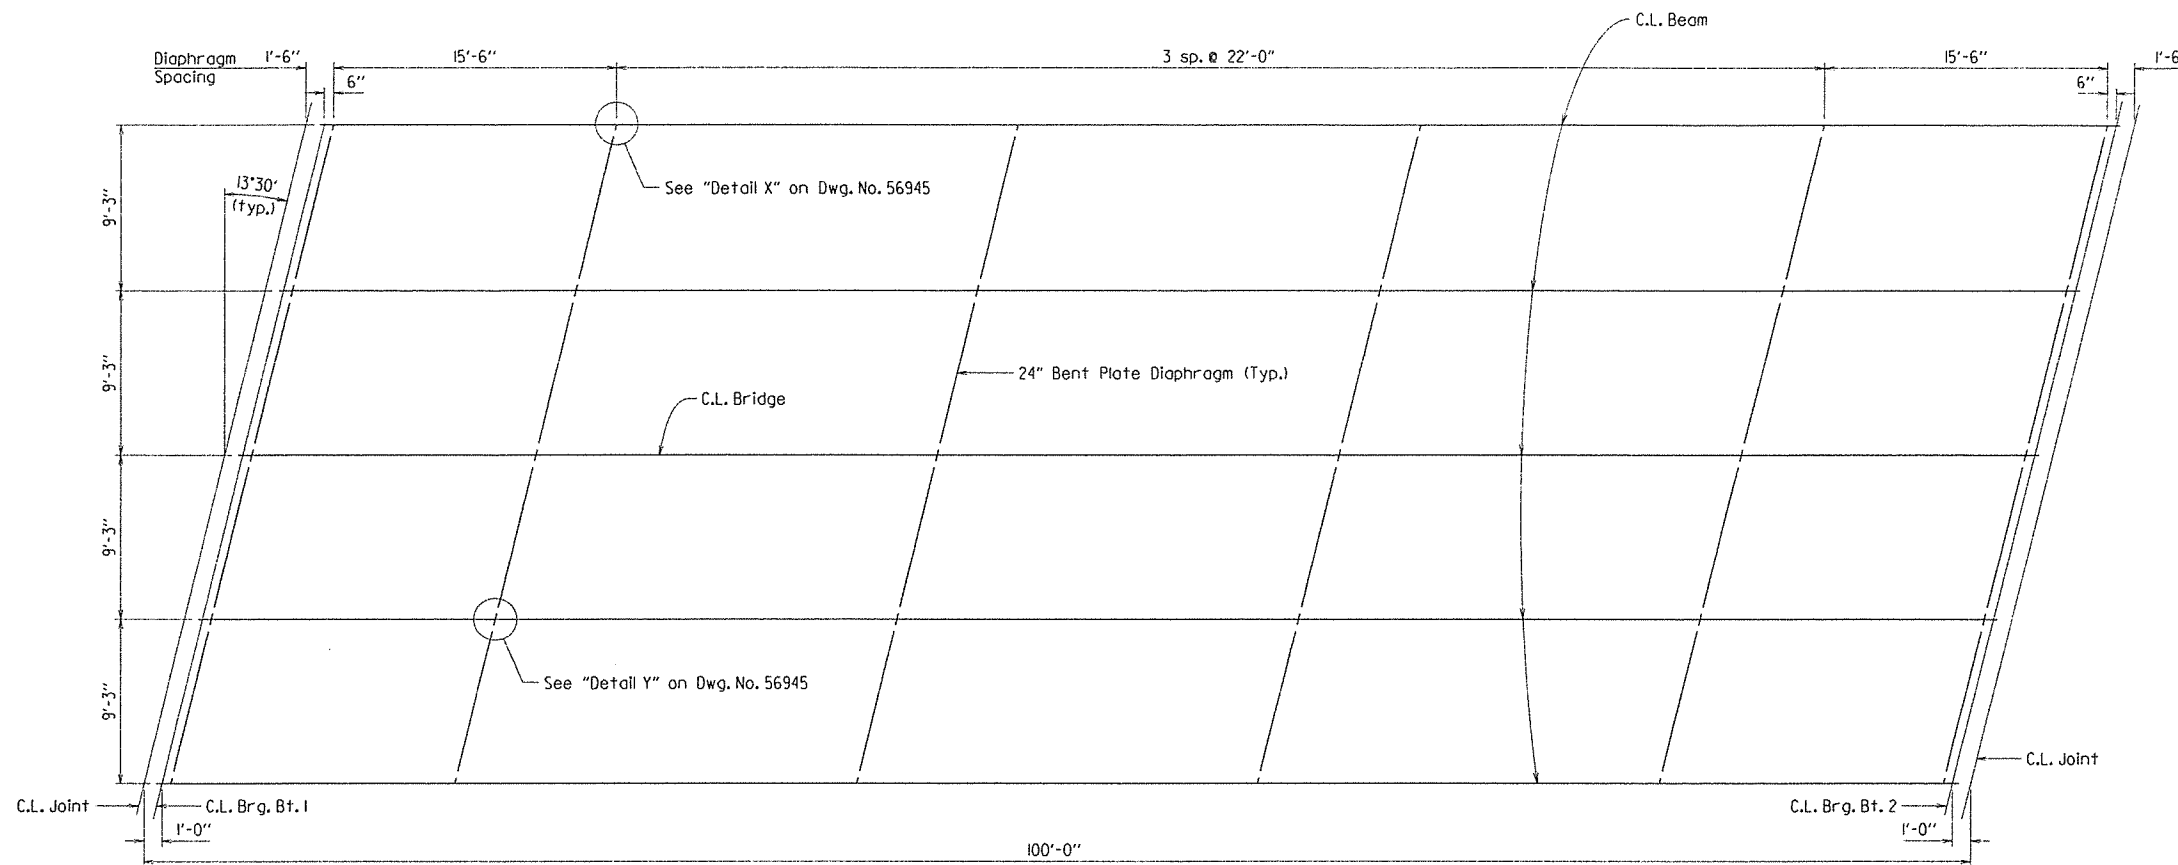 C.L. Beam
Diaphragm
Spacing
1'-6"
15'-6"
3 sp. @ 22'-0"
15'-6"
1'-6
6"
6"
13°30'
(typ.)
See "Detail X" on Dwg. No. 56945
9'-3"
9'-3"
24" Bent Plate Diaphragm (Typ.)
C.L. Bridge
9'-3"
9'-3"
See "Detail Y" on Dwg. No. 56945
C.L. Joint
C.L. Joint
C.L. Brg. Bt. 1
C.L. Brg. Bt. 2
1'-0"
1'-0"
100'-0"